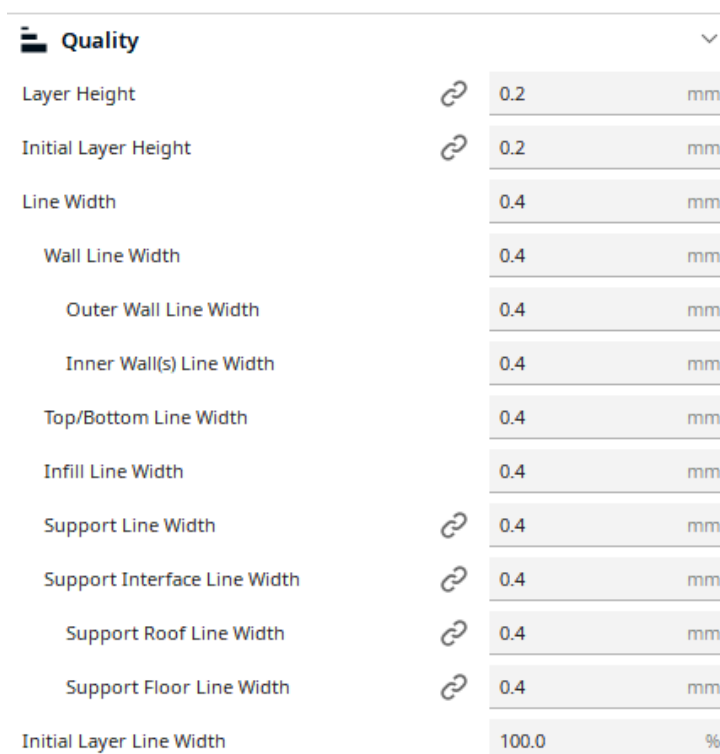 Quality
Layer Height 0.2 mm
Initial Layer Height 0.2 mm
Line Width 0.4 mm
Wall Line Width 0.4 mm
Outer Wall Line Width 0.4 mm
Inner Wall(s) Line Width 0.4 mm
Top/Bottom Line Width 0.4 mm
Infill Line Width 0.4 mm
Support Line Width 0.4 mm
Support Interface Line Width 0.4 mm
Support Roof Line Width 0.4 mm
Support Floor Line Width 0.4 mm
Initial Layer Line Width 100.0 %